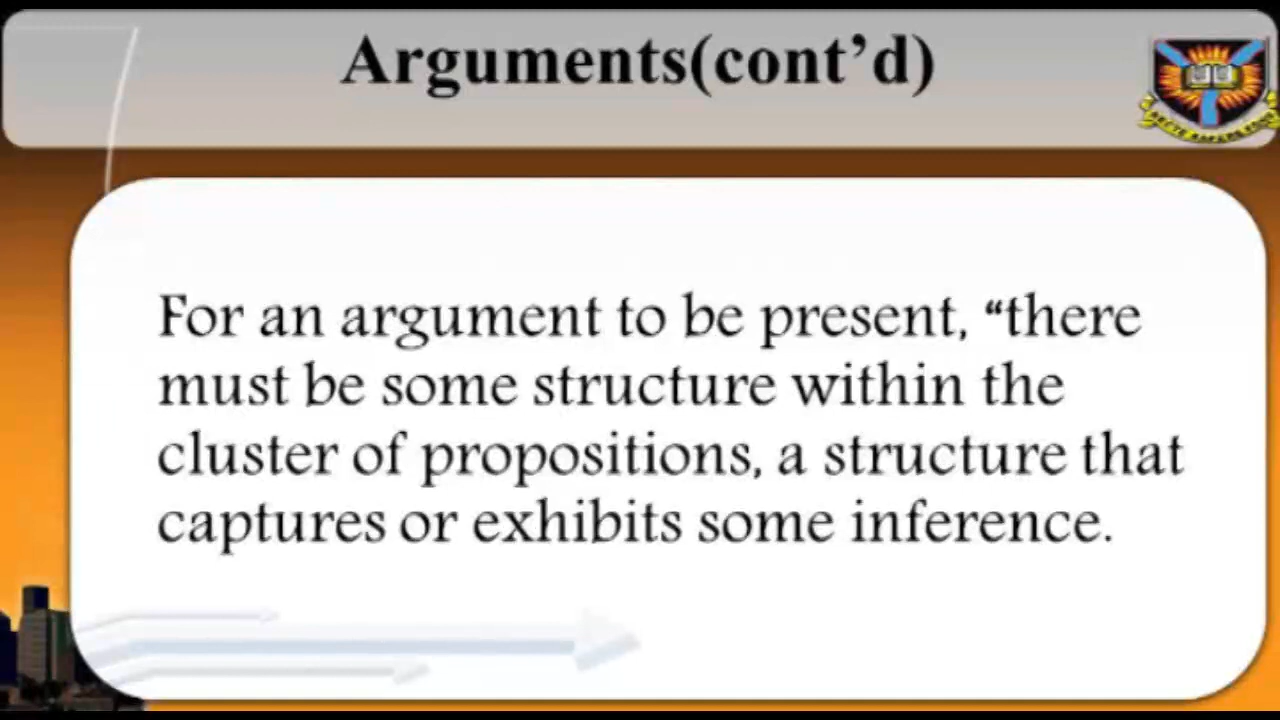 Arguments(cont’d)
For an argument to be present, “there
must be some structure within the
cluster of propositions, a structure that
captures or exhibits some inference.